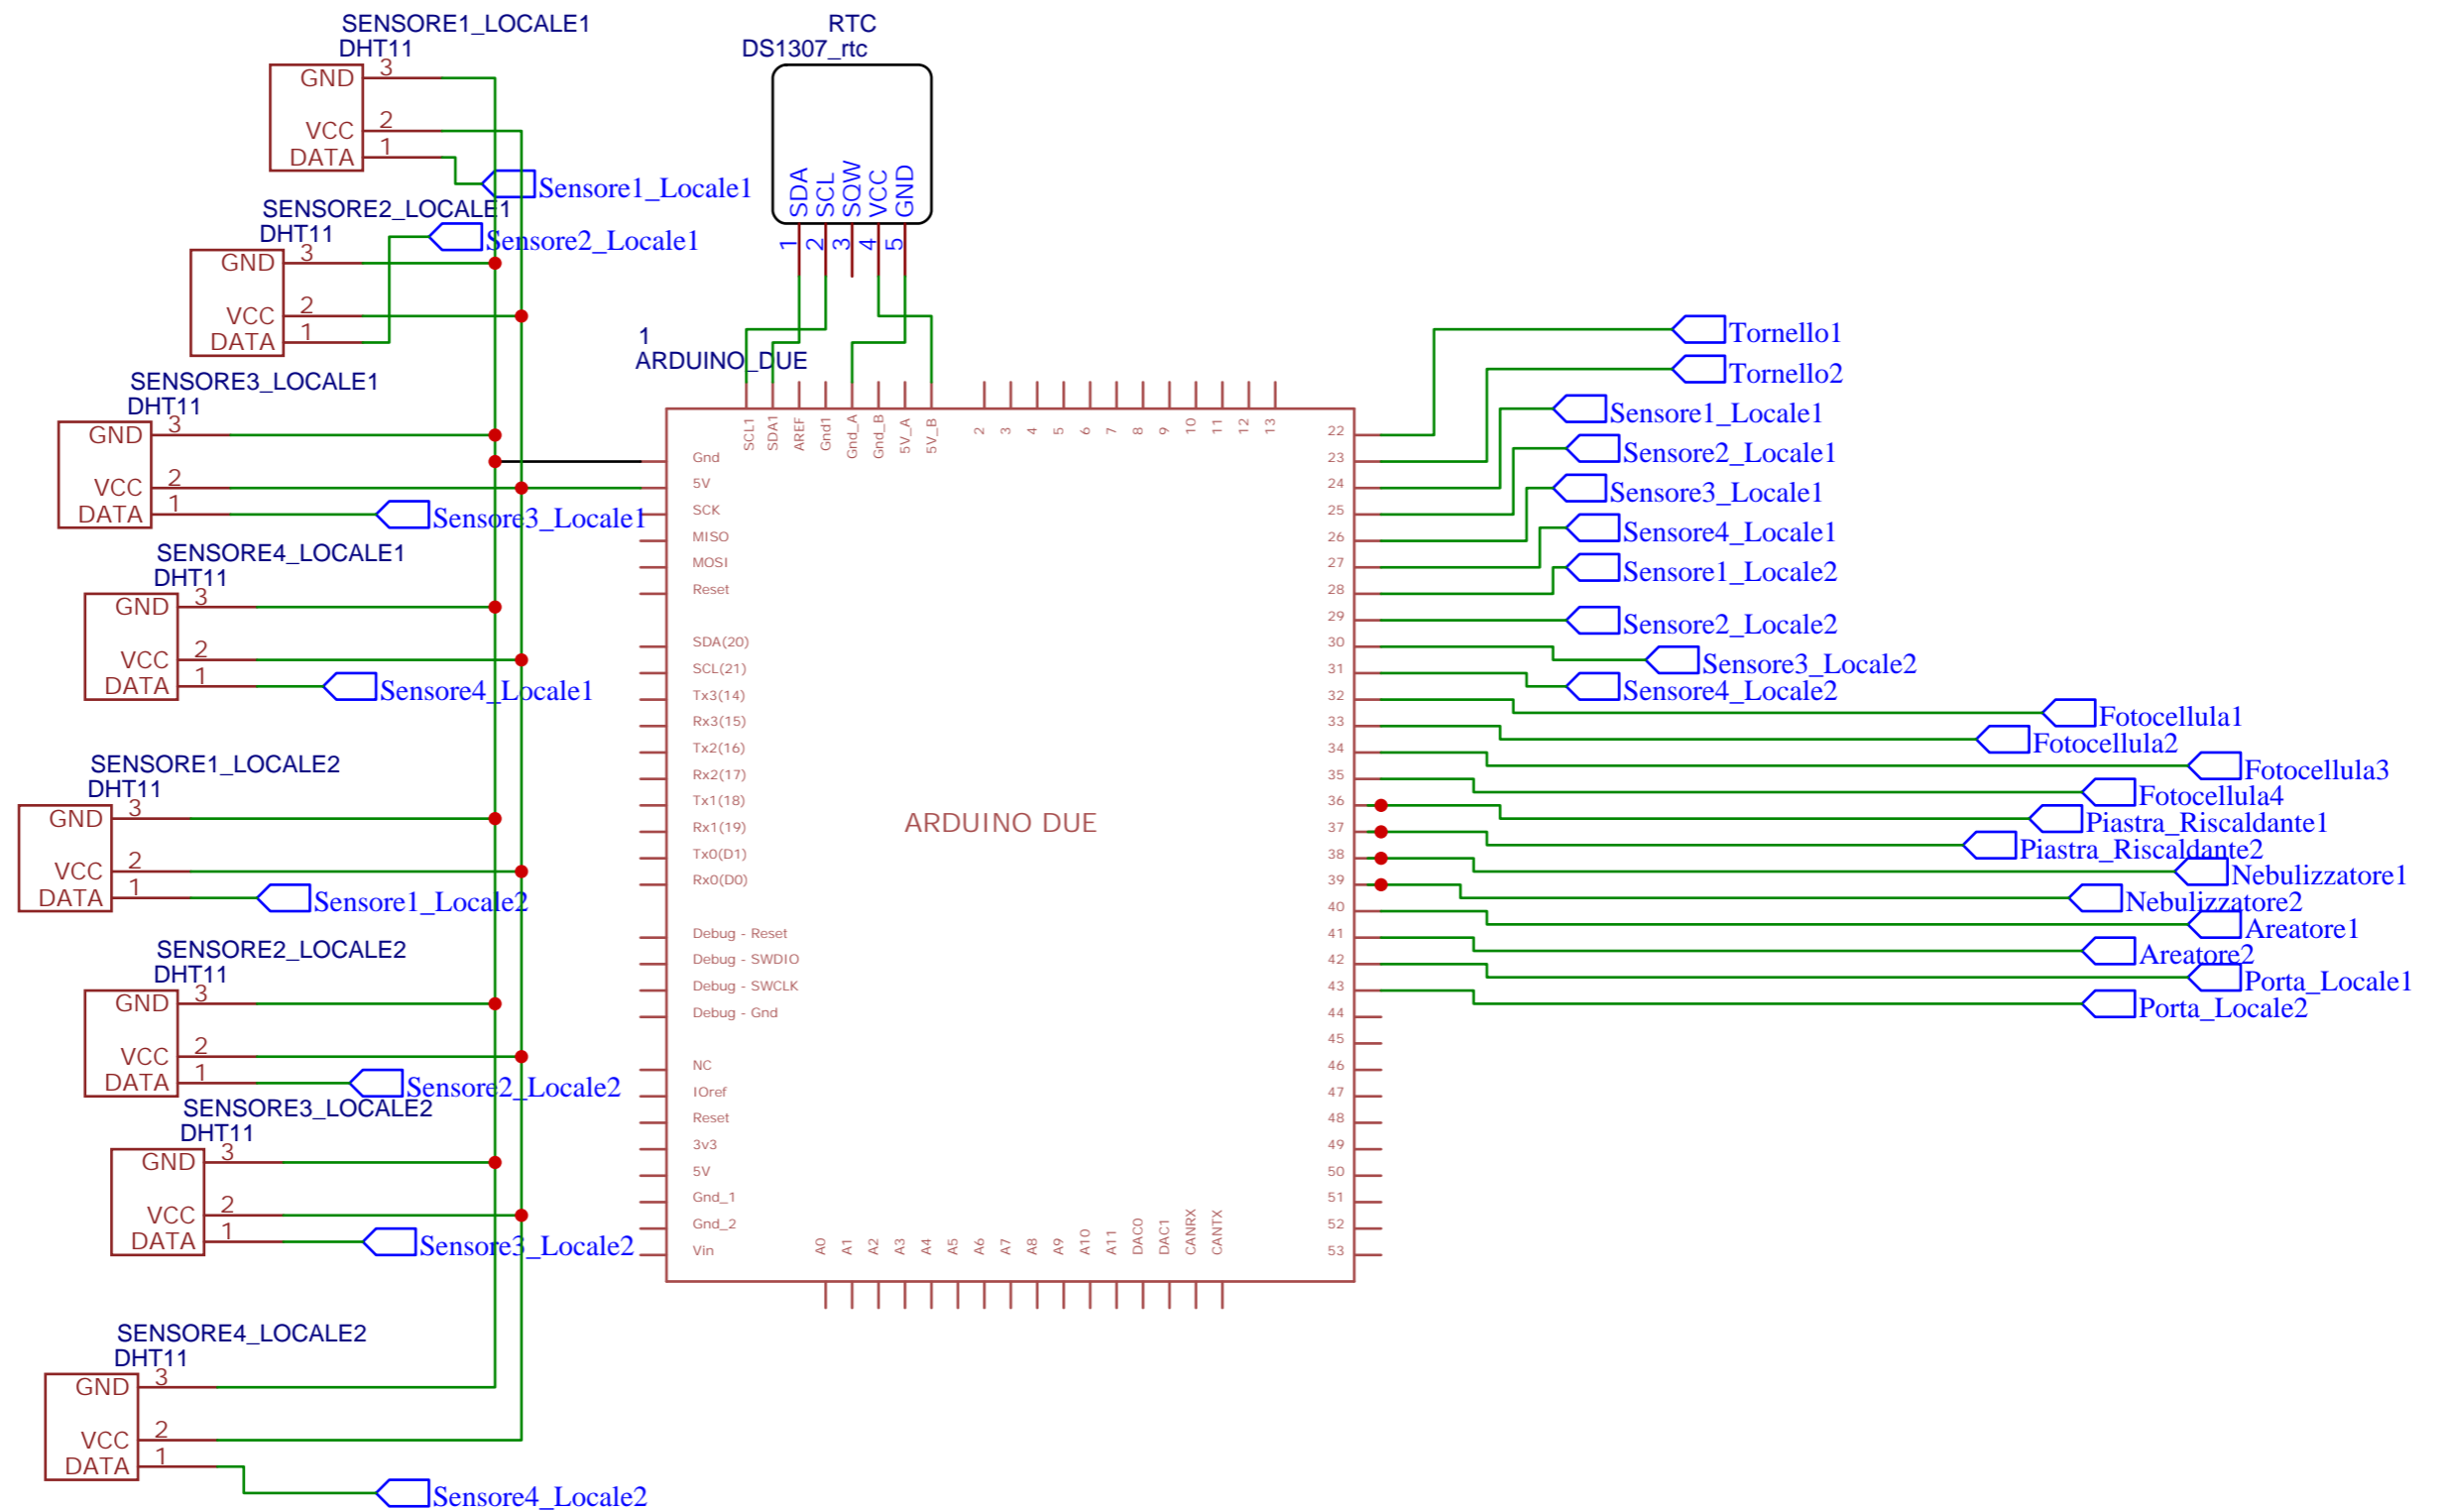 SENSORE1_LOCALE1
DHT11
GND 3
VCC 2
DATA 1
Sensore1_Locale1
SENSORE2_LOCALE1
DHT11
Sensore2_Locale1
GND 3
VCC 2
DATA 1
SENSORE3_LOCALE1
DHT11
GND 3
VCC 2
DATA 1
Sensore3_Locale1
SENSORE4_LOCALE1
DHT11
GND 3
VCC 2
DATA 1
Sensore4_Locale1
SENSORE1_LOCALE2
DHT11
GND 3
VCC 2
DATA 1
Sensore1_Locale2
SENSORE2_LOCALE2
DHT11
GND 3
VCC 2
DATA 1
Sensore2_Locale2
SENSORE3_LOCALE2
DHT11
GND 3
VCC 2
DATA 1
Sensore3_Locale2
SENSORE4_LOCALE2
DHT11
GND 3
VCC 2
DATA 1
Sensore4_Locale2
RTC
DS1307_rtc
SDA 1
SCL 2
SQW 3
VCC 4
GND 5
1
ARDUINO_DUE
SCL1
SDA1
AREF
Gnd1
Gnd_A
Gnd_B
5V_A
5V_B
2
3
4
5
6
7
8
9
10
11
12
13
Gnd
5V
SCK
MISO
MOSI
Reset
SDA(20)
SCL(21)
Tx3(14)
Rx3(15)
Tx2(16)
Rx2(17)
Tx1(18)
Rx1(19)
Tx0(D1)
Rx0(D0)
Debug - Reset
Debug - SWDIO
Debug - SWCLK
Debug - Gnd
NC
IOref
Reset
3v3
5V
Gnd_1
Gnd_2
Vin
ARDUINO DUE
A0
A1
A2
A3
A4
A5
A6
A7
A8
A9
A10
A11
DAC0
DAC1
CANRX
CANTX
22
23
24
25
26
27
28
29
30
31
32
33
34
35
36
37
38
39
40
41
42
43
44
45
46
47
48
49
50
51
52
53
Tornello1
Tornello2
Sensore1_Locale1
Sensore2_Locale1
Sensore3_Locale1
Sensore4_Locale1
Sensore1_Locale2
Sensore2_Locale2
Sensore3_Locale2
Sensore4_Locale2
Fotocellula1
Fotocellula2
Fotocellula3
Fotocellula4
Piastra_Riscaldante1
Piastra_Riscaldante2
Nebulizzatore1
Nebulizzatore2
Areatore1
Areatore2
Porta_Locale1
Porta_Locale2